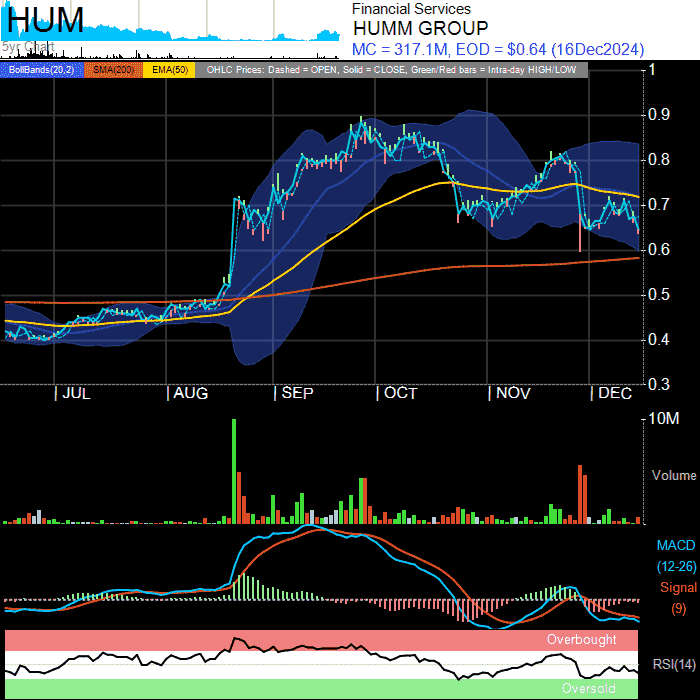 HUM
5yr Chart
Financial Services
HUMM GROUP
MC = 317.1M, EOD = $0.64 (16Dec2024)
BollBands(20,2) SMA(200) EMA(50) OHLC Prices: Dashed = OPEN, Solid = CLOSE, Green/Red bars = Intra-day HIGH/LOW
1
0.9
0.8
0.7
0.6
0.5
0.4
0.3
| JUL | AUG | SEP | OCT | NOV | DEC
10M
Volume
MACD
(12-26)
Signal
(9)
Overbought
RSI(14)
Oversold